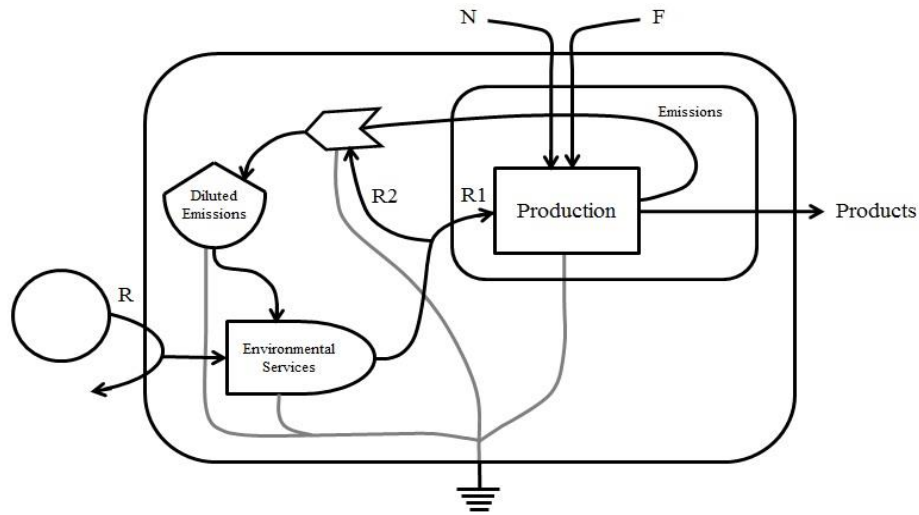 N
F
Emissions
Diluted
Emissions
R2
R1
Production
Products
R
Environmental
Services